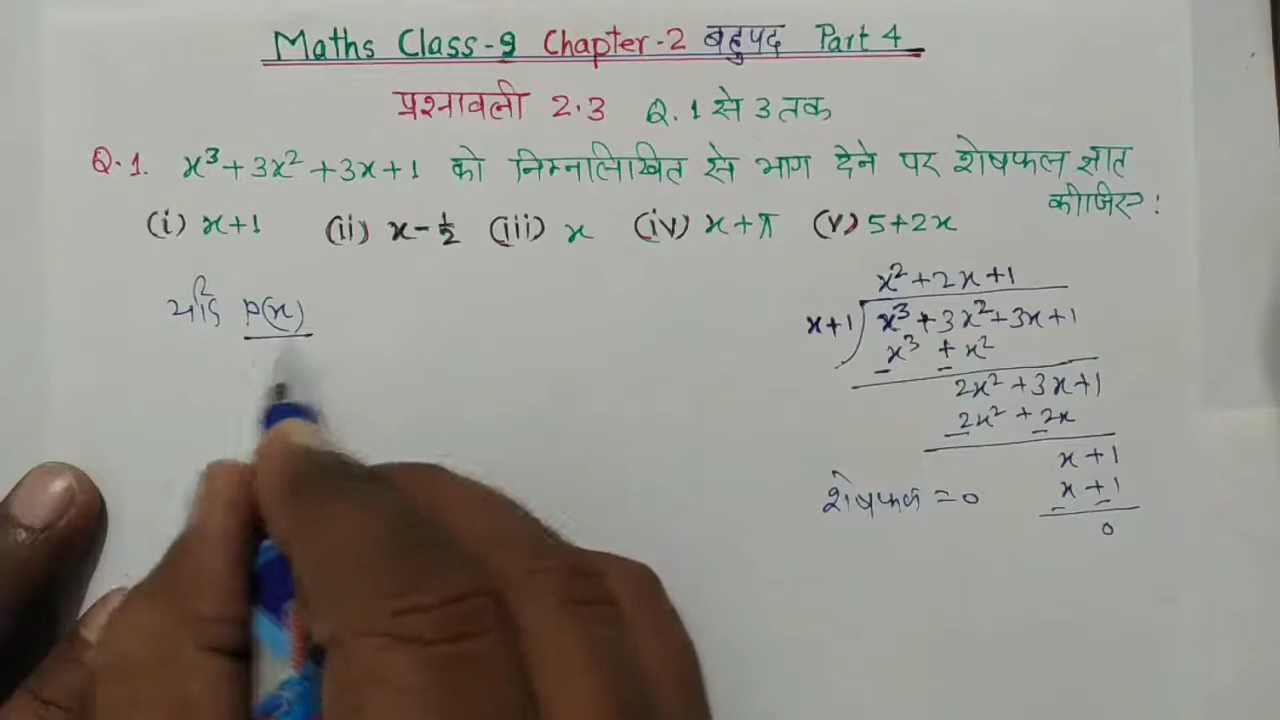 Maths Class-9 Chapter-2 बहुपद Part 4
प्रश्नावली 2.3 Q.1 से 3 तक
Q.1. x³+3x²+3x+1 को निम्नलिखित से भाग देने पर शेषफल ज्ञात
कीजिए:
(i) x+1 (ii) x-1/2 (iii) x (iv) x+π (v) 5+2x
यदि P(x)
x²+2x+1
x+1 x³+3x²+3x+1
x³+x²
2x²+3x+1
2x²+2x
x+1
x+1
शेषफल=0
0